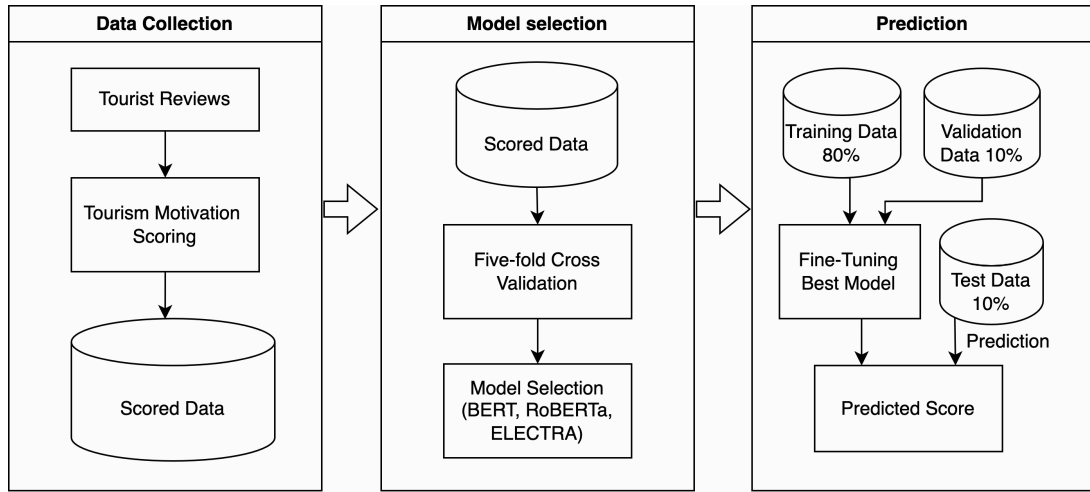 Data Collection
Tourist Reviews
Tourism Motivation
Scoring
Scored Data
Model selection
Scored Data
Five-fold Cross
Validation
Model Selection
(BERT, RoBERTa,
ELECTRA)
Prediction
Training Data
80%
Validation
Data 10%
Fine-Tuning
Best Model
Test Data
10%
Prediction
Predicted Score